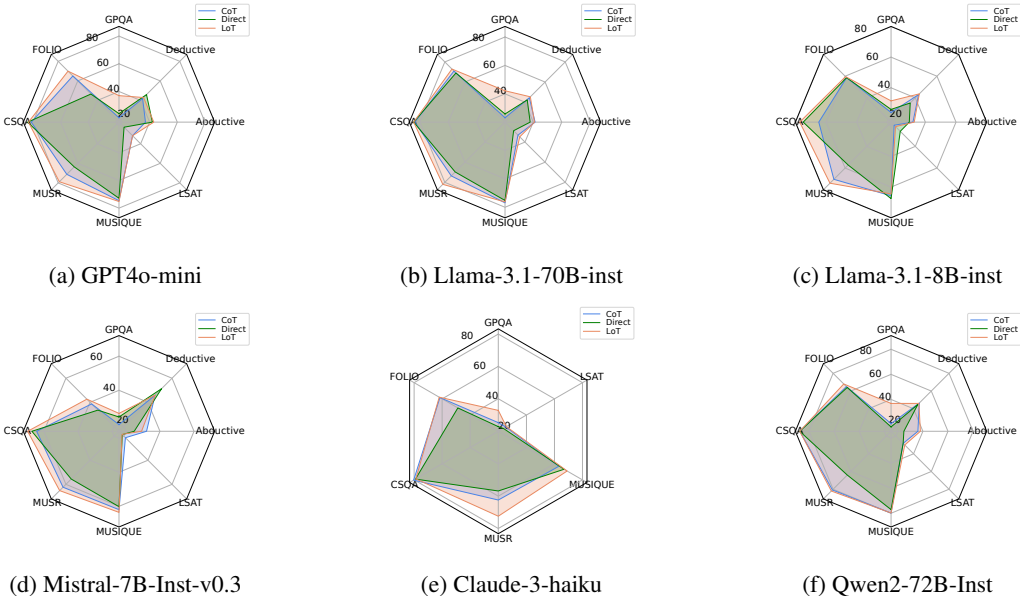 GPQA
CoT
Direct
LoT
80
60
40
20
FOLIO
Deductive
CSQA
Abductive
MUSR
LSAT
MUSIQUE
(a) GPT4o-mini
GPQA
CoT
Direct
LoT
80
60
40
20
FOLIO
Deductive
CSQA
Abductive
MUSR
LSAT
MUSIQUE
(b) Llama-3.1-70B-inst
GPQA
CoT
Direct
LoT
80
60
40
20
FOLIO
Deductive
CSQA
Abductive
MUSR
LSAT
MUSIQUE
(c) Llama-3.1-8B-inst
GPQA
CoT
Direct
LoT
60
40
20
FOLIO
Deductive
CSQA
Abductive
MUSR
LSAT
MUSIQUE
(d) Mistral-7B-Inst-v0.3
GPQA
CoT
Direct
LoT
80
60
40
20
FOLIO
LSAT
CSQA
MUSIQUE
MUSR
(e) Claude-3-haiku
GPQA
CoT
Direct
LoT
80
60
40
20
FOLIO
Deductive
CSQA
Abductive
MUSR
LSAT
MUSIQUE
(f) Qwen2-72B-Inst